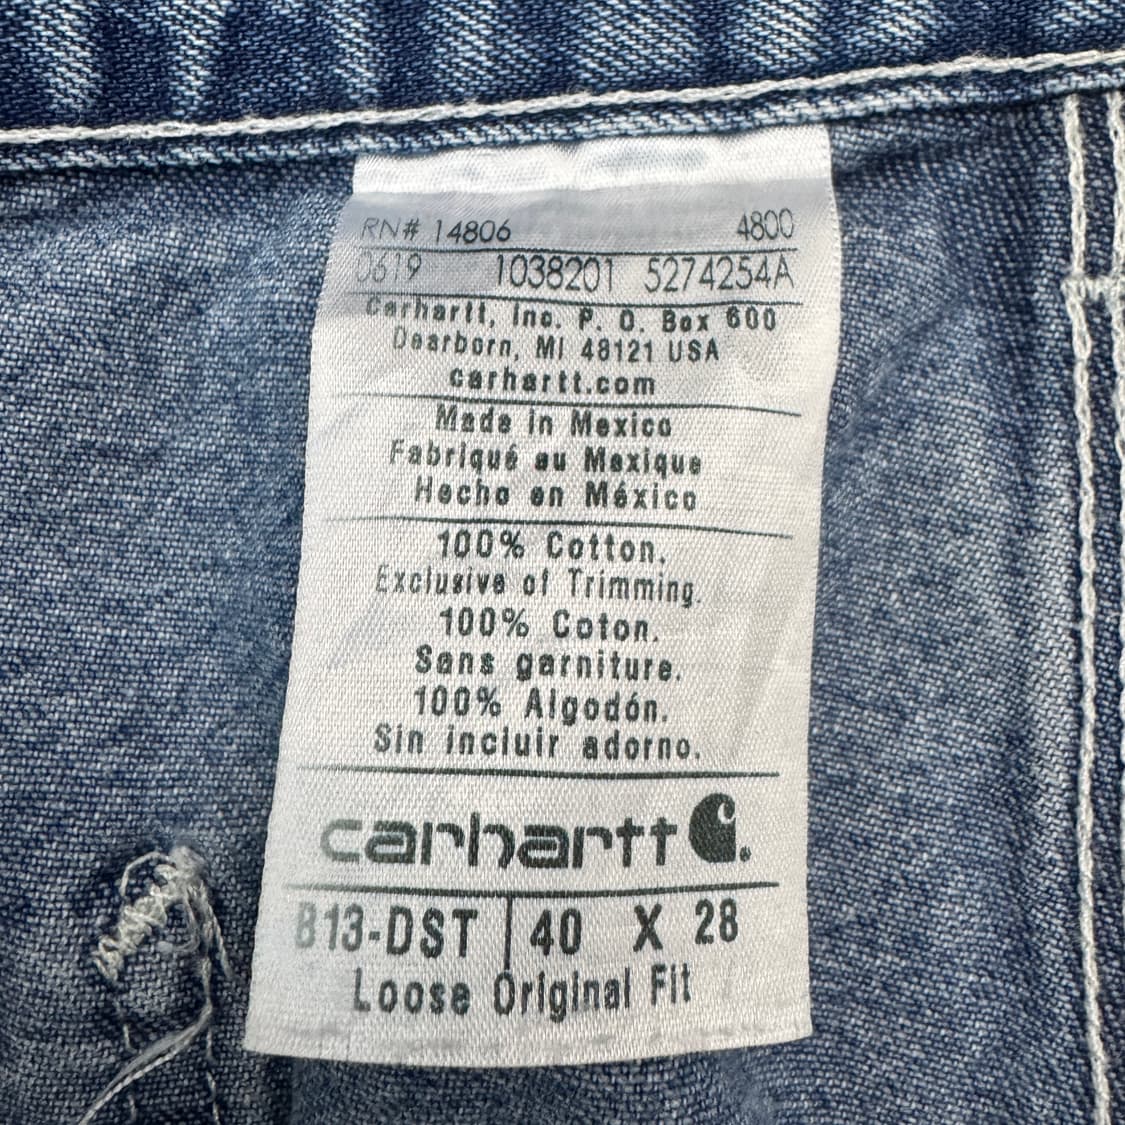 RN# 14806 4800
0619 1038201 5274254A
Carhartt, Inc. P. O. Box 600
Dearborn, MI 48121 USA
carhartt.com
Made in Mexico
Fabriqué au Mexique
Hecho en México
100% Cotton.
Exclusive of Trimming.
100% Coton.
Sans garniture.
100% Algodón.
Sin incluir adorno.
carhartt
B13-DST 40 X 28
Loose Original Fit